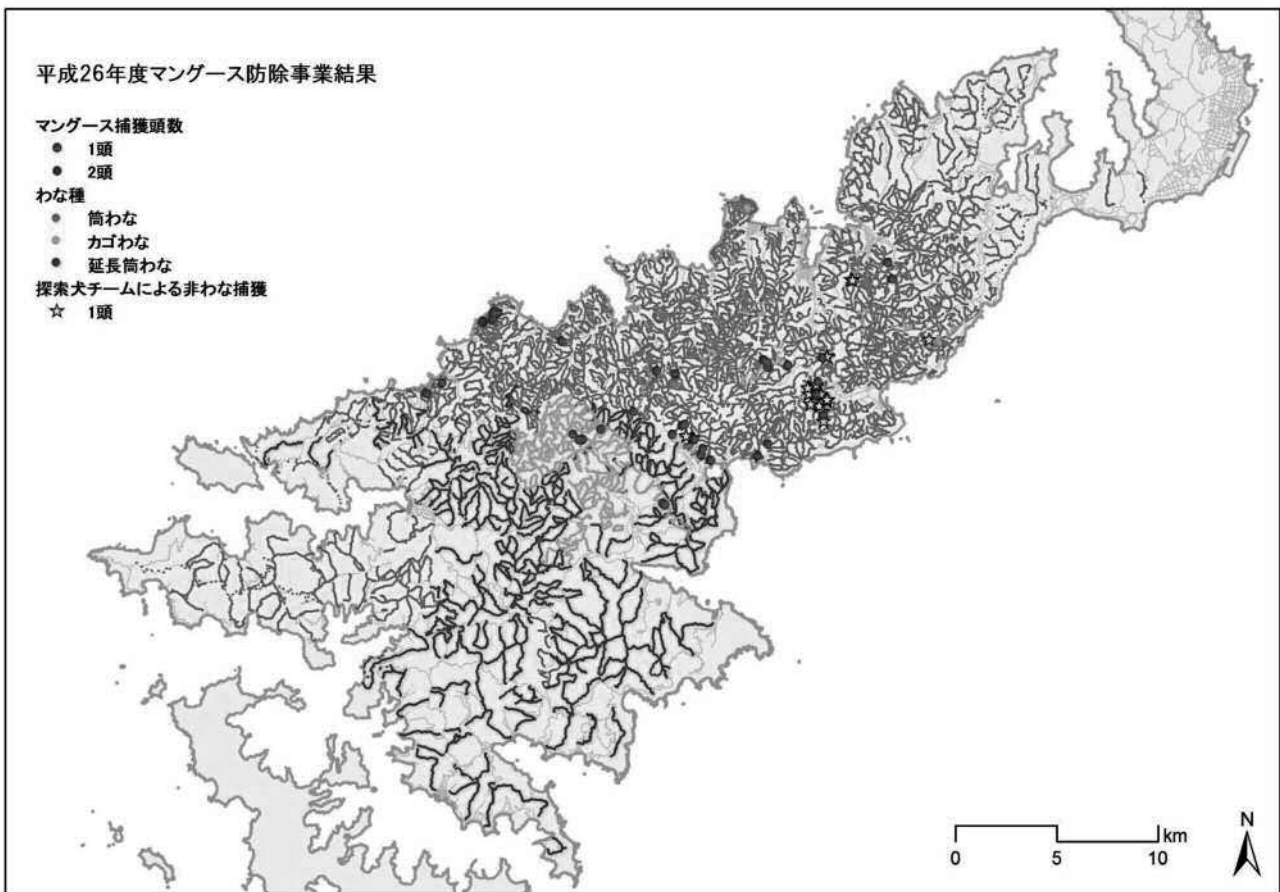 平成26年度マングース防除事業結果
マングース捕獲頭数
1頭
2頭
わな種
筒わな
カゴわな
延長筒わな
探索犬チームによる非わな捕獲
1頭
N
km
0 5 10